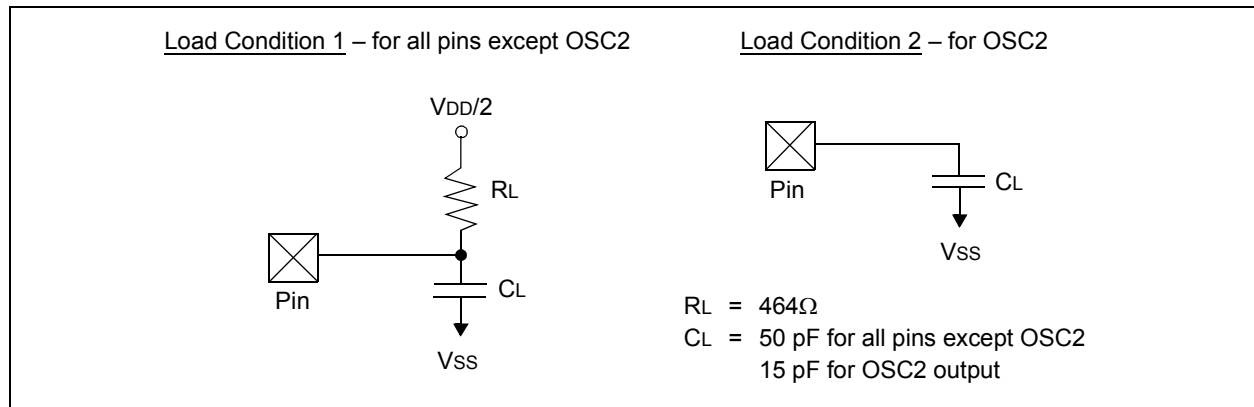 Load Condition 1 – for all pins except OSC2
VDD/2
RL
Pin
CL
VSS
Load Condition 2 – for OSC2
Pin
CL
VSS
RL = 464Ω
CL = 50 pF for all pins except OSC2
15 pF for OSC2 output